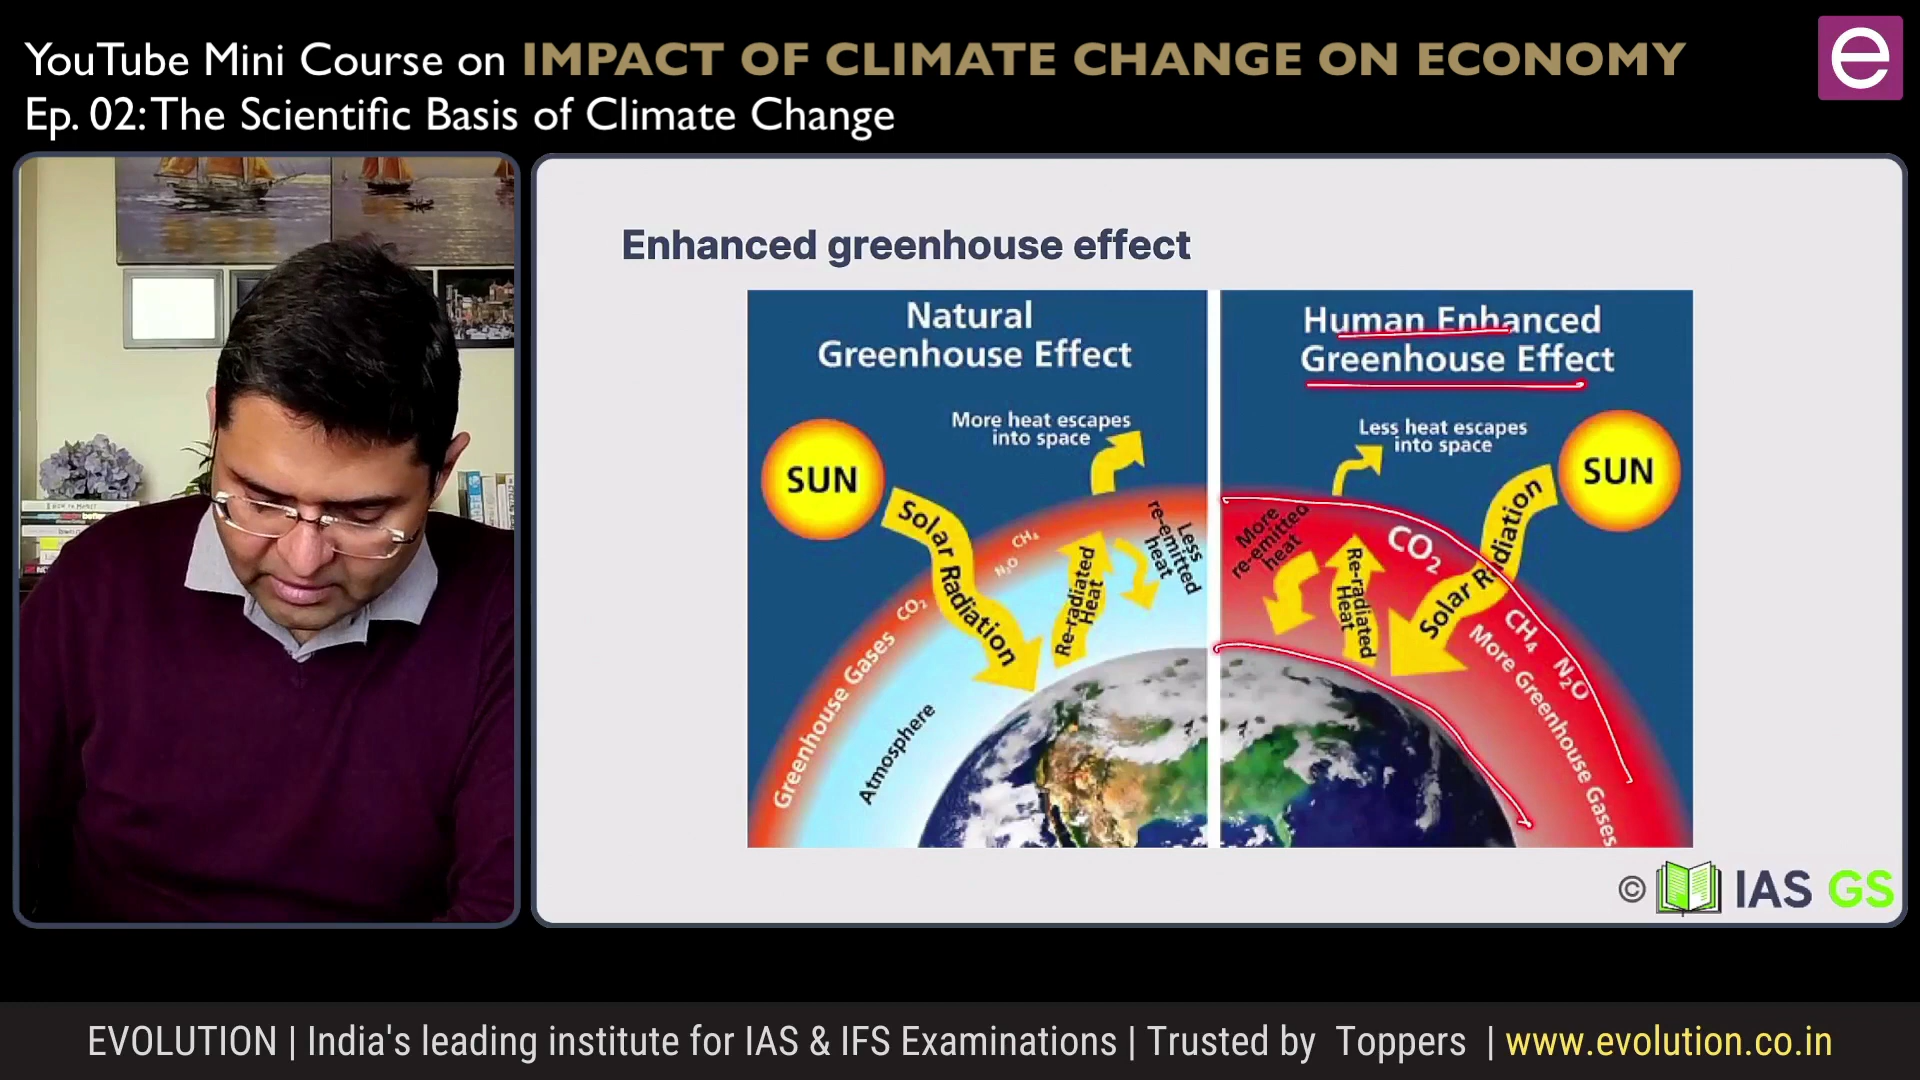 YouTube Mini Course on IMPACT OF CLIMATE CHANGE ON ECONOMY
Ep. 02: The Scientific Basis of Climate Change
e
Enhanced greenhouse effect
Natural
Greenhouse Effect
More heat escapes
into space
SUN
Solar Radiation
CH₄
N₂O
CO₂
Greenhouse Gases
Atmosphere
Re-radiated
Heat
Less
re-emitted
heat
Human Enhanced
Greenhouse Effect
Less heat escapes
into space
SUN
Solar Radiation
More
re-emitted
heat
Re-radiated
Heat
CO₂
CH₄
N₂O
More Greenhouse Gases
© IAS GS
EVOLUTION | India's leading institute for IAS & IFS Examinations | Trusted by Toppers | www.evolution.co.in